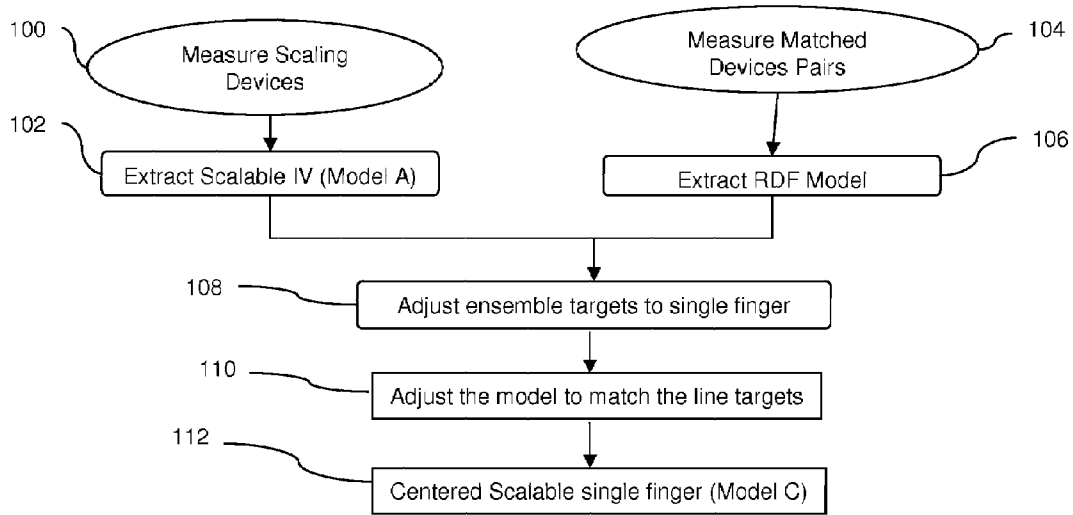 100
Measure Scaling
Devices
Measure Matched
Devices Pairs
104
102
Extract Scalable IV (Model A)
106
Extract RDF Model
108
Adjust ensemble targets to single finger
110
Adjust the model to match the line targets
112
Centered Scalable single finger (Model C)